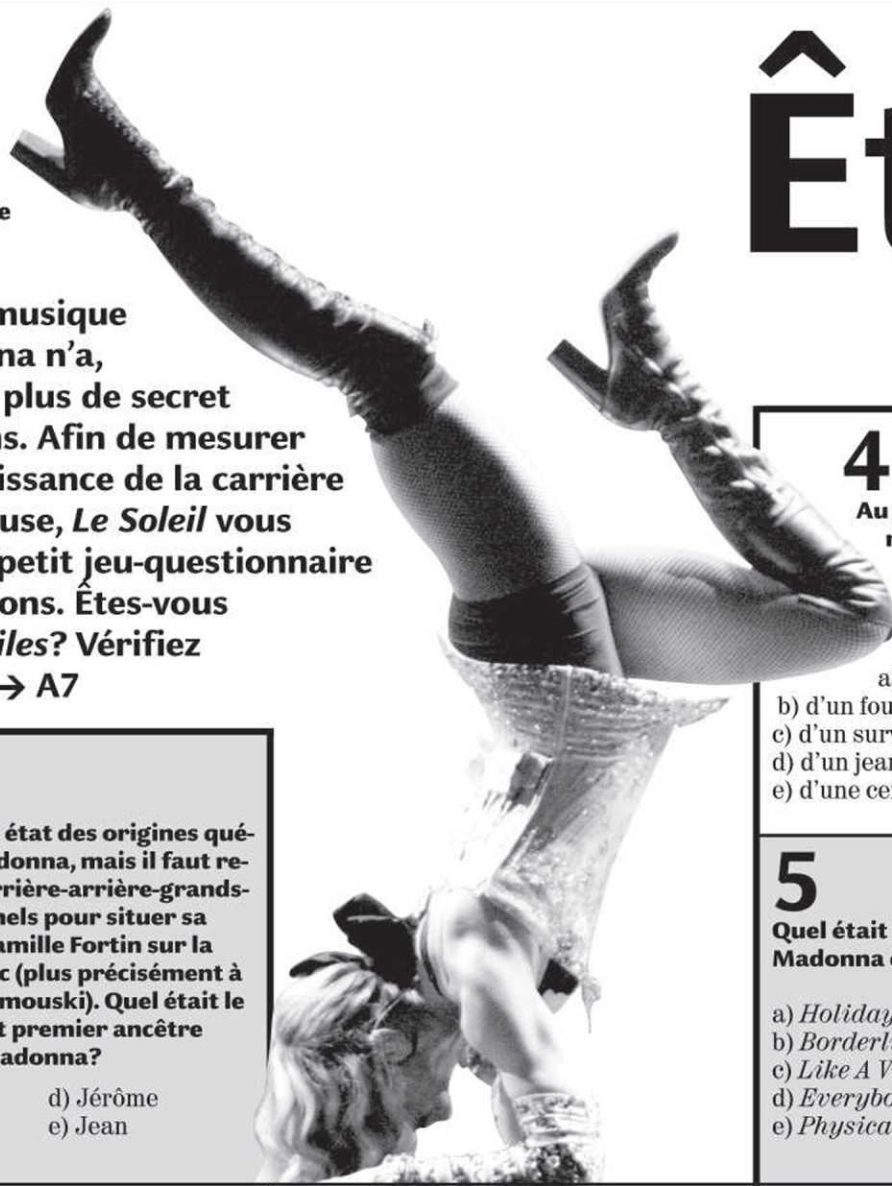 Êt
e
musique
na n'a,
plus de secret
ns. Afin de mesurer
issance de la carrière
use, Le Soleil vous
petit jeu-questionnaire
ons. Êtes-vous
iles? Vérifiez
→ A7
état des origines qué-
donna, mais il faut re-
rrière-arrière-grands-
nels pour situer sa
amille Fortin sur la
c (plus précisément à
mouski). Quel était le
t premier ancêtre
adonna?
d) Jérôme
e) Jean
4
Au
b) d'un fou
c) d'un sur
d) d'un jean
e) d'une cei
5
Quel était
Madonna
a) Holiday
b) Borderl
c) Like A V
d) Everybo
e) Physica